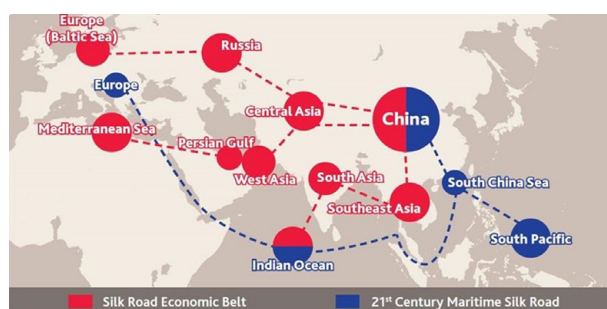 Europe
(Baltic Sea)
Russia
Europe
Central Asia
China
Mediterranean Sea
Persian Gulf
West Asia
South Asia
South China Sea
Southeast Asia
South Pacific
Indian Ocean
Silk Road Economic Belt
21st Century Maritime Silk Road